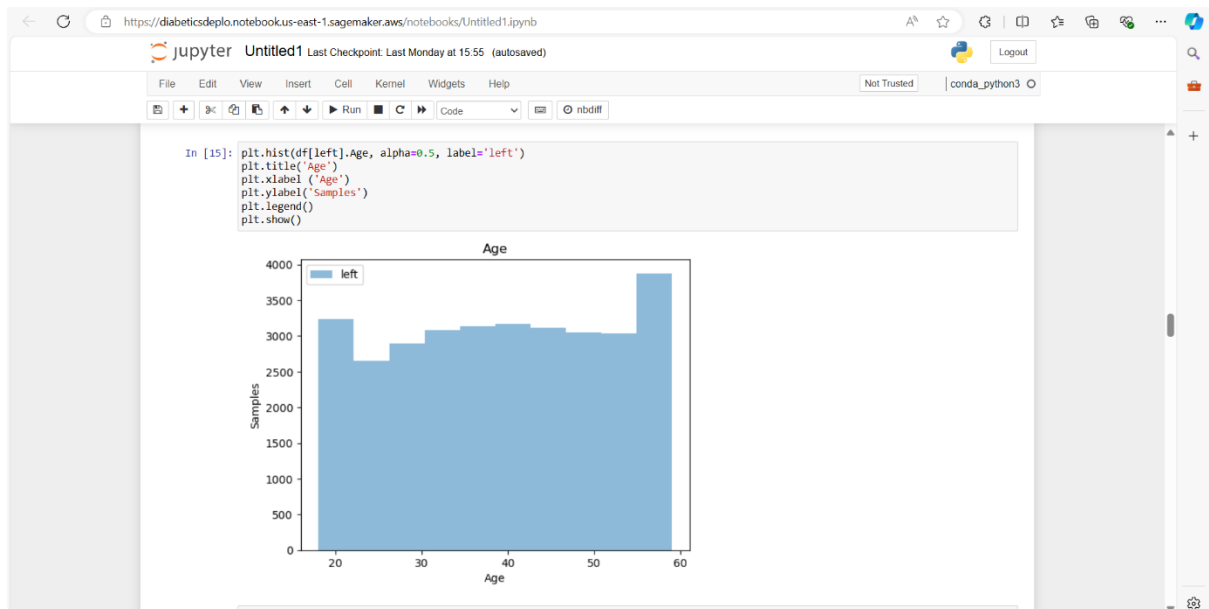 https://diabeticsdeplo.notebook.us-east-1.sagemaker.aws/notebooks/Untitled1.ipynb
jupyter Untitled1 Last Checkpoint: Last Monday at 15:55 (autosaved)
Logout
File Edit View Insert Cell Kernel Widgets Help
Not Trusted
conda_python3
Run
Code
nbdiff
In [15]: plt.hist(df[left].Age, alpha=0.5, label='left')
plt.title('Age')
plt.xlabel ('Age')
plt.ylabel('Samples')
plt.legend()
plt.show()
Age
left
4000
3500
3000
2500
2000
1500
1000
500
0
Samples
20 30 40 50 60
Age